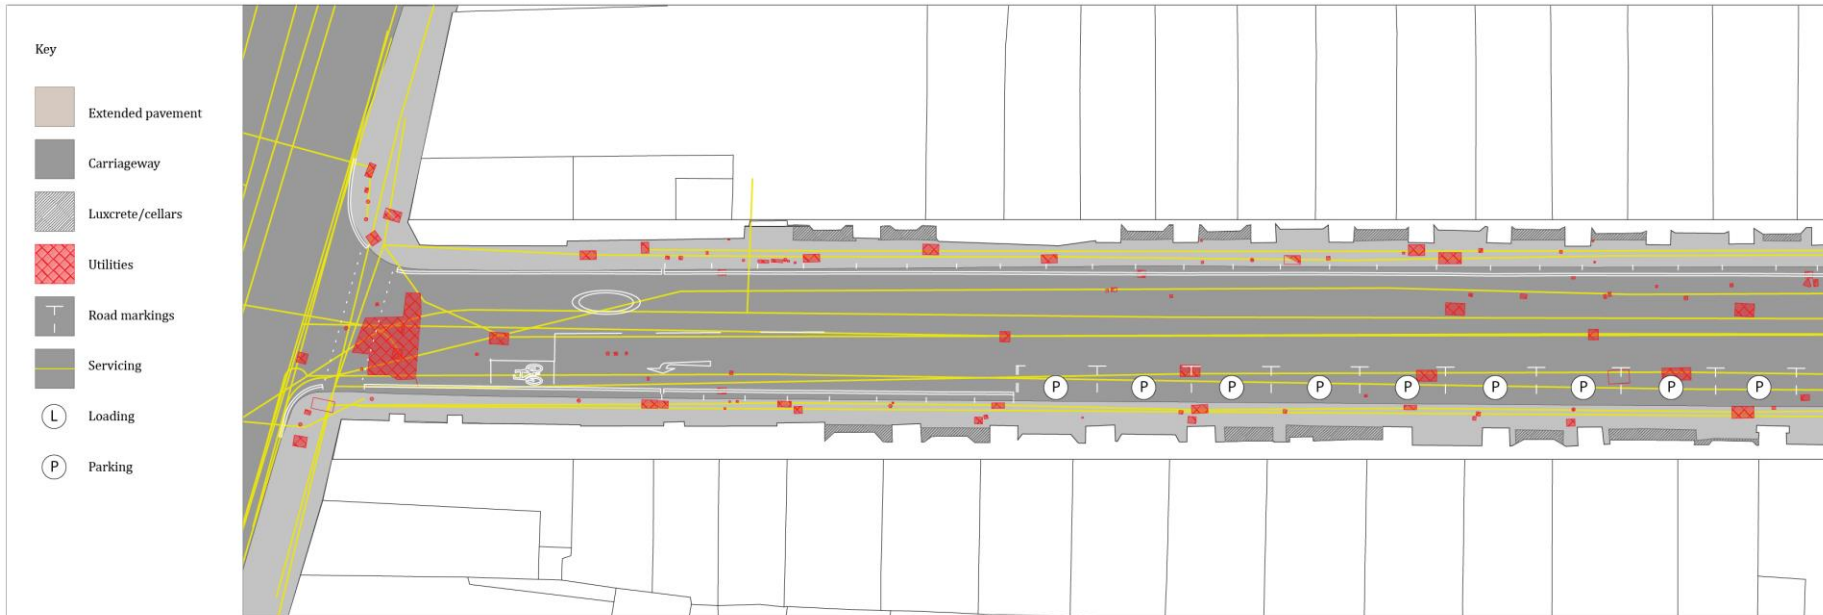 Key
Extended pavement
Carriageway
Luxcrete/cellars
Utilities
Road markings
Servicing
L Loading
P Parking
P P P P P P P P P